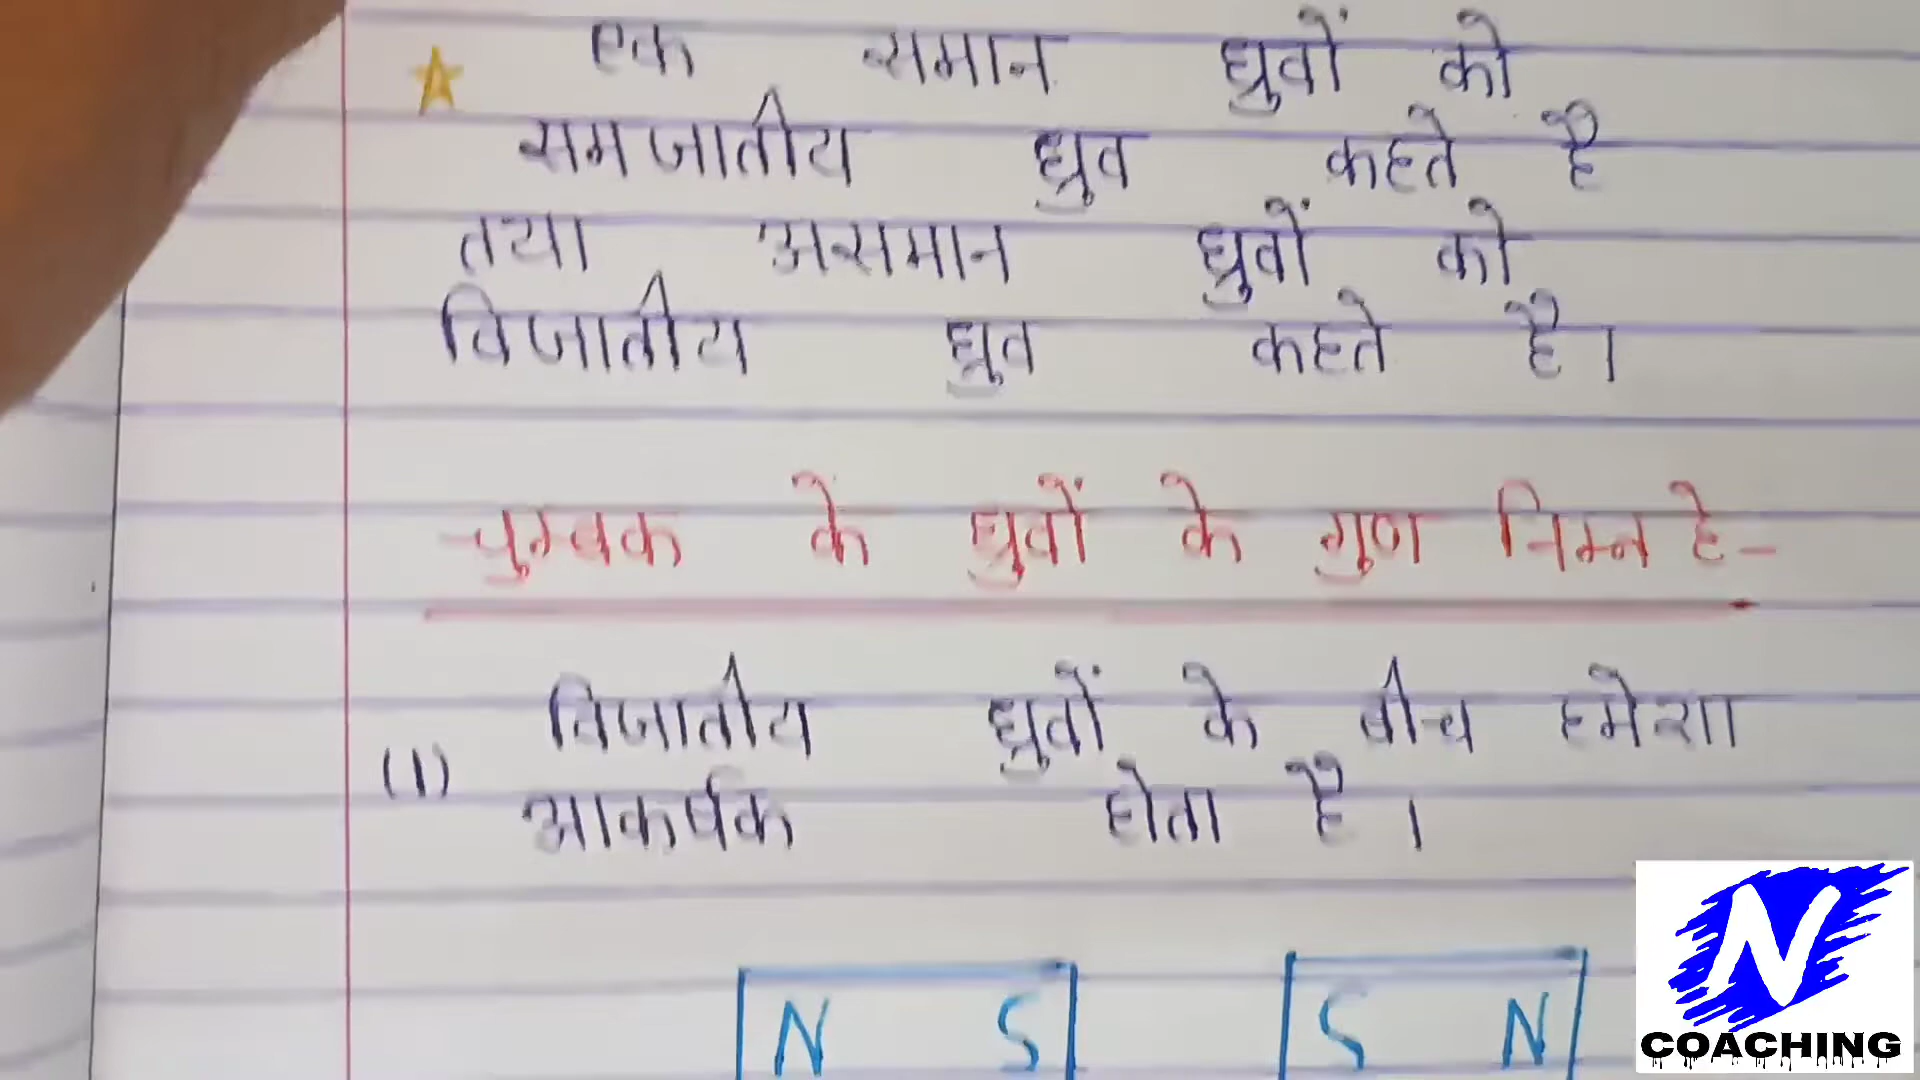 ★ एक समान ध्रुवों को
समजातीय ध्रुव कहते है
तथा असमान ध्रुवों को
विजातीय ध्रुव कहते है।
चुम्बक के ध्रुवों के गुण निम्न है-
(1) विजातीय ध्रुवों के बीच हमेशा
आकर्षक होता है।
N S S N
N
COACHING